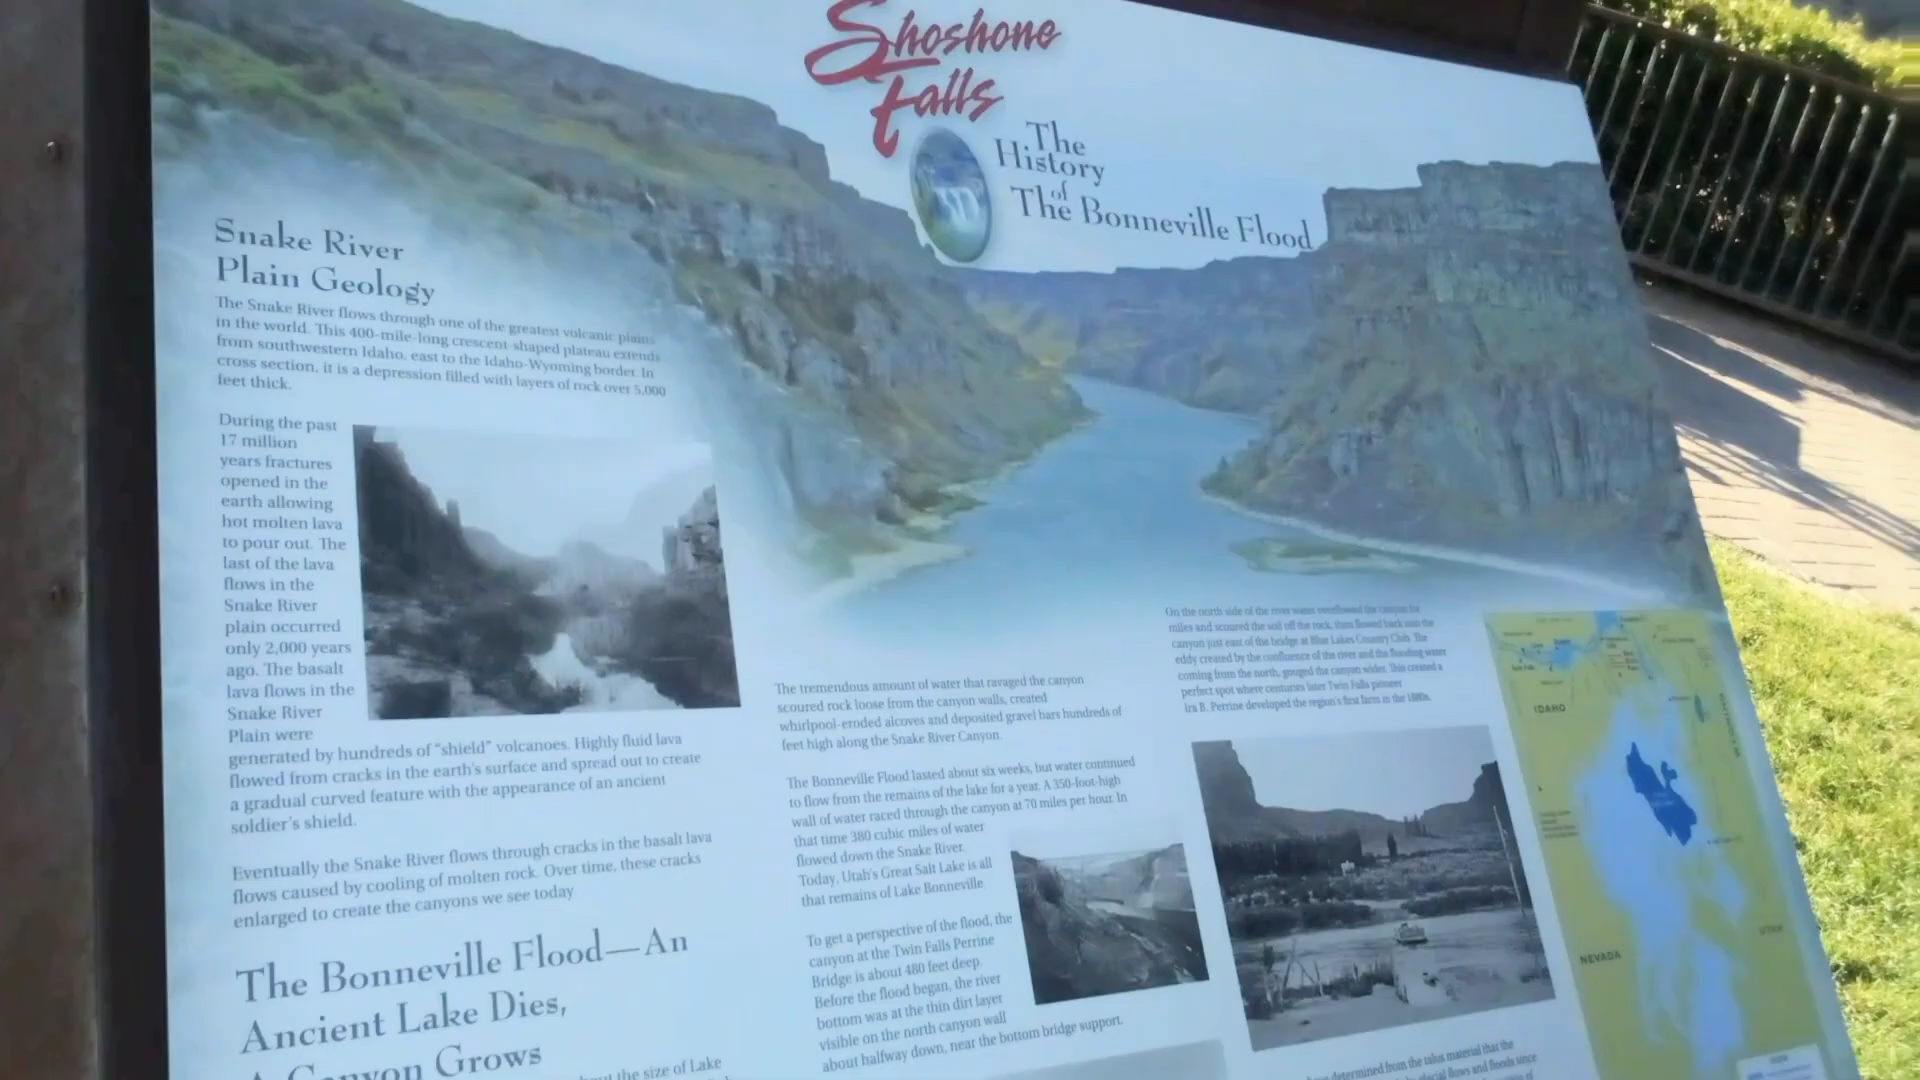 Shoshone
Falls
The
History
of
The Bonneville Flood
Snake River
Plain Geology
The Snake River flows through one of the greatest volcanic plains
in the world. This 400-mile-long crescent-shaped plateau extends
from southwestern Idaho, east to the Idaho-Wyoming border. In
cross section, it is a depression filled with layers of rock over 5,000
feet thick.
During the past
17 million
years fractures
opened in the
earth allowing
hot molten lava
to pour out. The
last of the lava
flows in the
Snake River
plain occurred
only 2,000 years
ago. The basalt
lava flows in the
Snake River
Plain were
generated by hundreds of "shield" volcanoes. Highly fluid lava
flowed from cracks in the earth's surface and spread out to create
a gradual curved feature with the appearance of an ancient
soldier's shield.
Eventually the Snake River flows through cracks in the basalt lava
flows caused by cooling of molten rock. Over time, these cracks
enlarged to create the canyons we see today
The Bonneville Flood—An
Ancient Lake Dies,
A Canyon Grows
the size of Lake
The tremendous amount of water that ravaged the canyon
scoured rock loose from the canyon walls, created
whirlpool-eroded alcoves and deposited gravel bars hundreds of
feet high along the Snake River Canyon.
The Bonneville Flood lasted about six weeks, but water continued
to flow from the remains of the lake for a year. A 350-foot-high
wall of water raced through the canyon at 70 miles per hour. In
that time 380 cubic miles of water
flowed down the Snake River.
Today, Utah's Great Salt Lake is all
that remains of Lake Bonneville.
To get a perspective of the flood, the
canyon at the Twin Falls Perrine
Bridge is about 480 feet deep.
Before the flood began, the river
bottom was at the thin dirt layer
visible on the north canyon wall
about halfway down, near the bottom bridge support.
On the north side of the river water overflowed the canyon for
miles and scoured the soil off the rock, then flowed back into the
canyon just east of the bridge at Blue Lakes Country Club. The
eddy created by the confluence of the river and the flooding water
coming from the north, gouged the canyon wider. This created a
perfect spot where centuries later Twin Falls pioneer
Ira B. Perrine developed the region's first farm in the 1880s.
determined from the talus material that the
glacial flows and floods since
IDAHO
NEVADA
UTAH